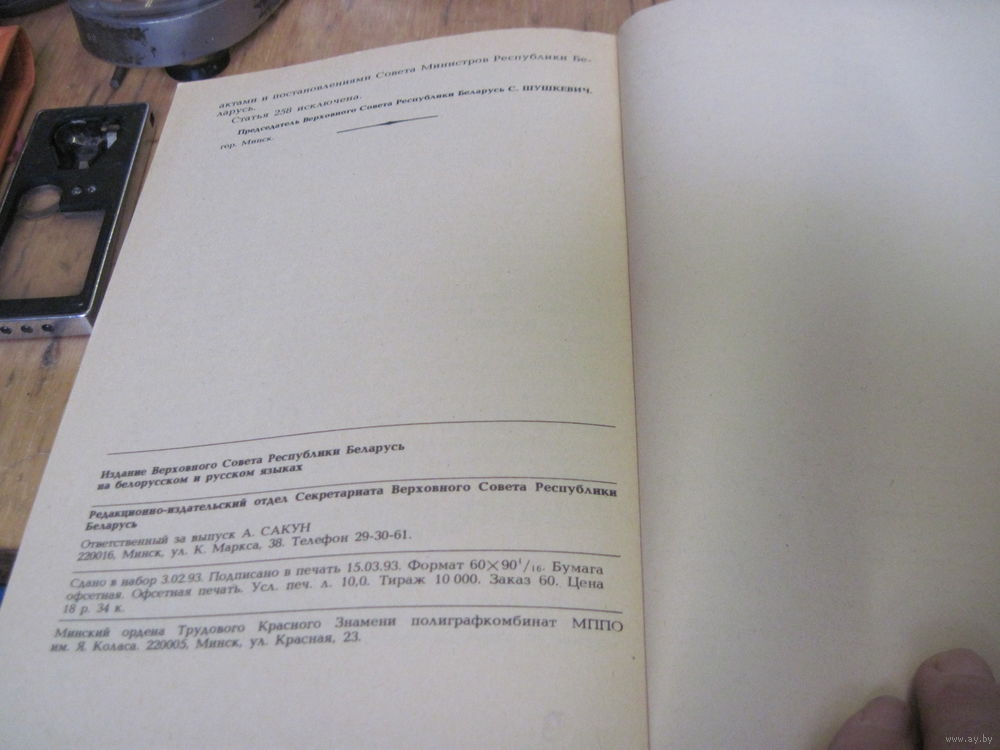 актами и постановлениями Совета Министров Республики Бе-
ларусь.
Статья 258 исключена.
Председатель Верховного Совета Республики Беларусь С. ШУШКЕВИЧ.
гор. Минск.
Издание Верховного Совета Республики Беларусь
на белорусском и русском языках
Редакционно-издательский отдел Секретариата Верховного Совета Республики
Беларусь
Ответственный за выпуск А. САКУН
220016, Минск, ул. К. Маркса, 38. Телефон 29-30-61.
Сдано в набор 3.02.93. Подписано в печать 15.03.93. Формат 60×90¹/₁₆. Бумага
офсетная. Офсетная печать. Усл. печ. л. 10,0. Тираж 10 000. Заказ 60. Цена
18 р. 34 к.
Минский ордена Трудового Красного Знамени полиграфкомбинат МППО
им. Я. Коласа. 220005, Минск, ул. Красная, 23.
www.ay.by